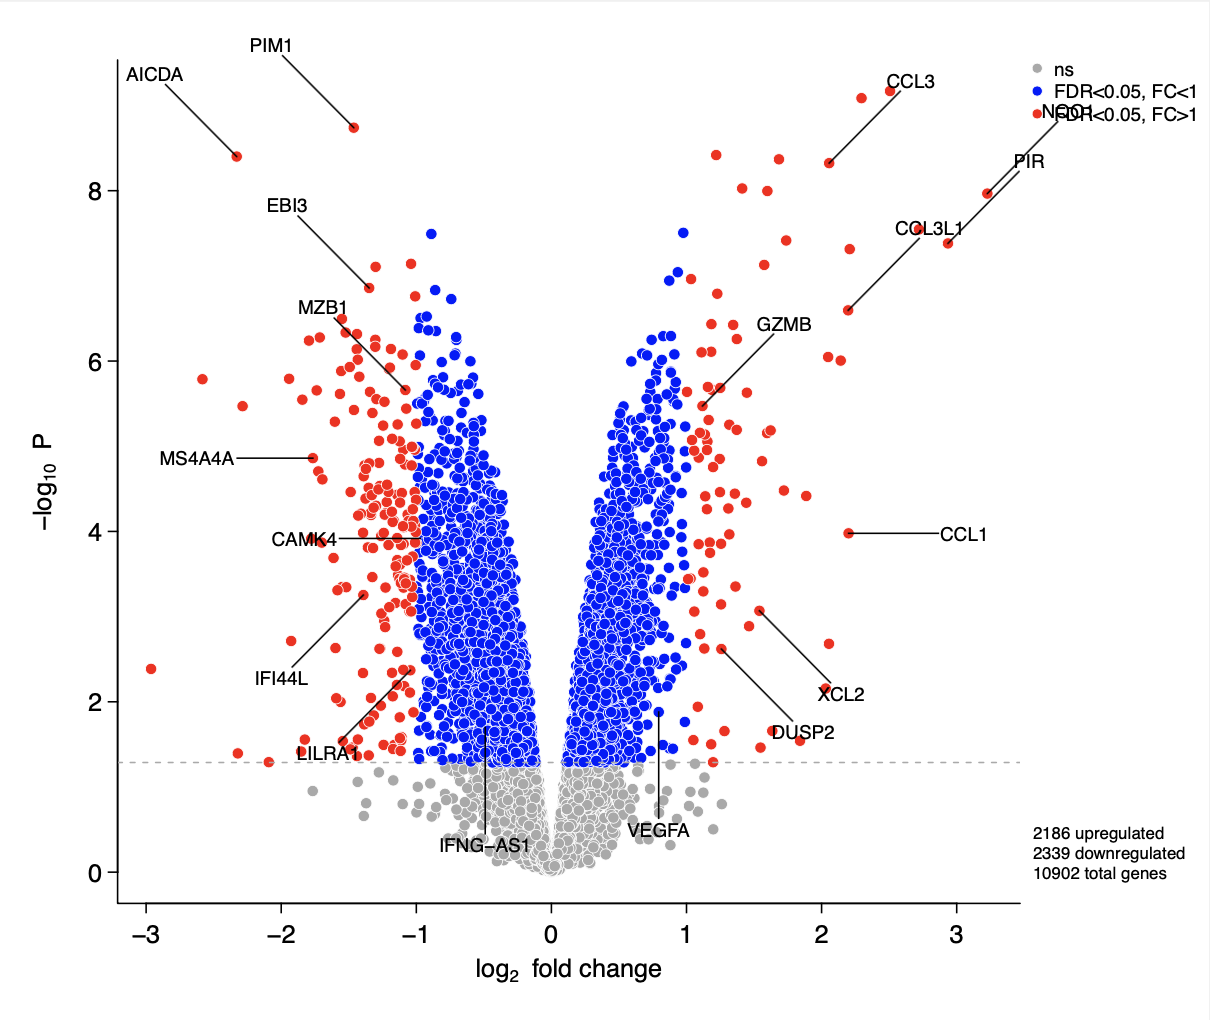 PIM1
AICDA
CCL3
ns
FDR<0.05, FC<1
NQO1
FDR<0.05, FC>1
PIR
8
EBI3
CCL3L1
MZB1
GZMB
6
MS4A4A
−log10 P
4
CAMK4
CCL1
IFI44L
XCL2
2
DUSP2
LILRA1
VEGFA
IFNG−AS1
2186 upregulated
2339 downregulated
10902 total genes
0
−3 −2 −1 0 1 2 3
log2 fold change